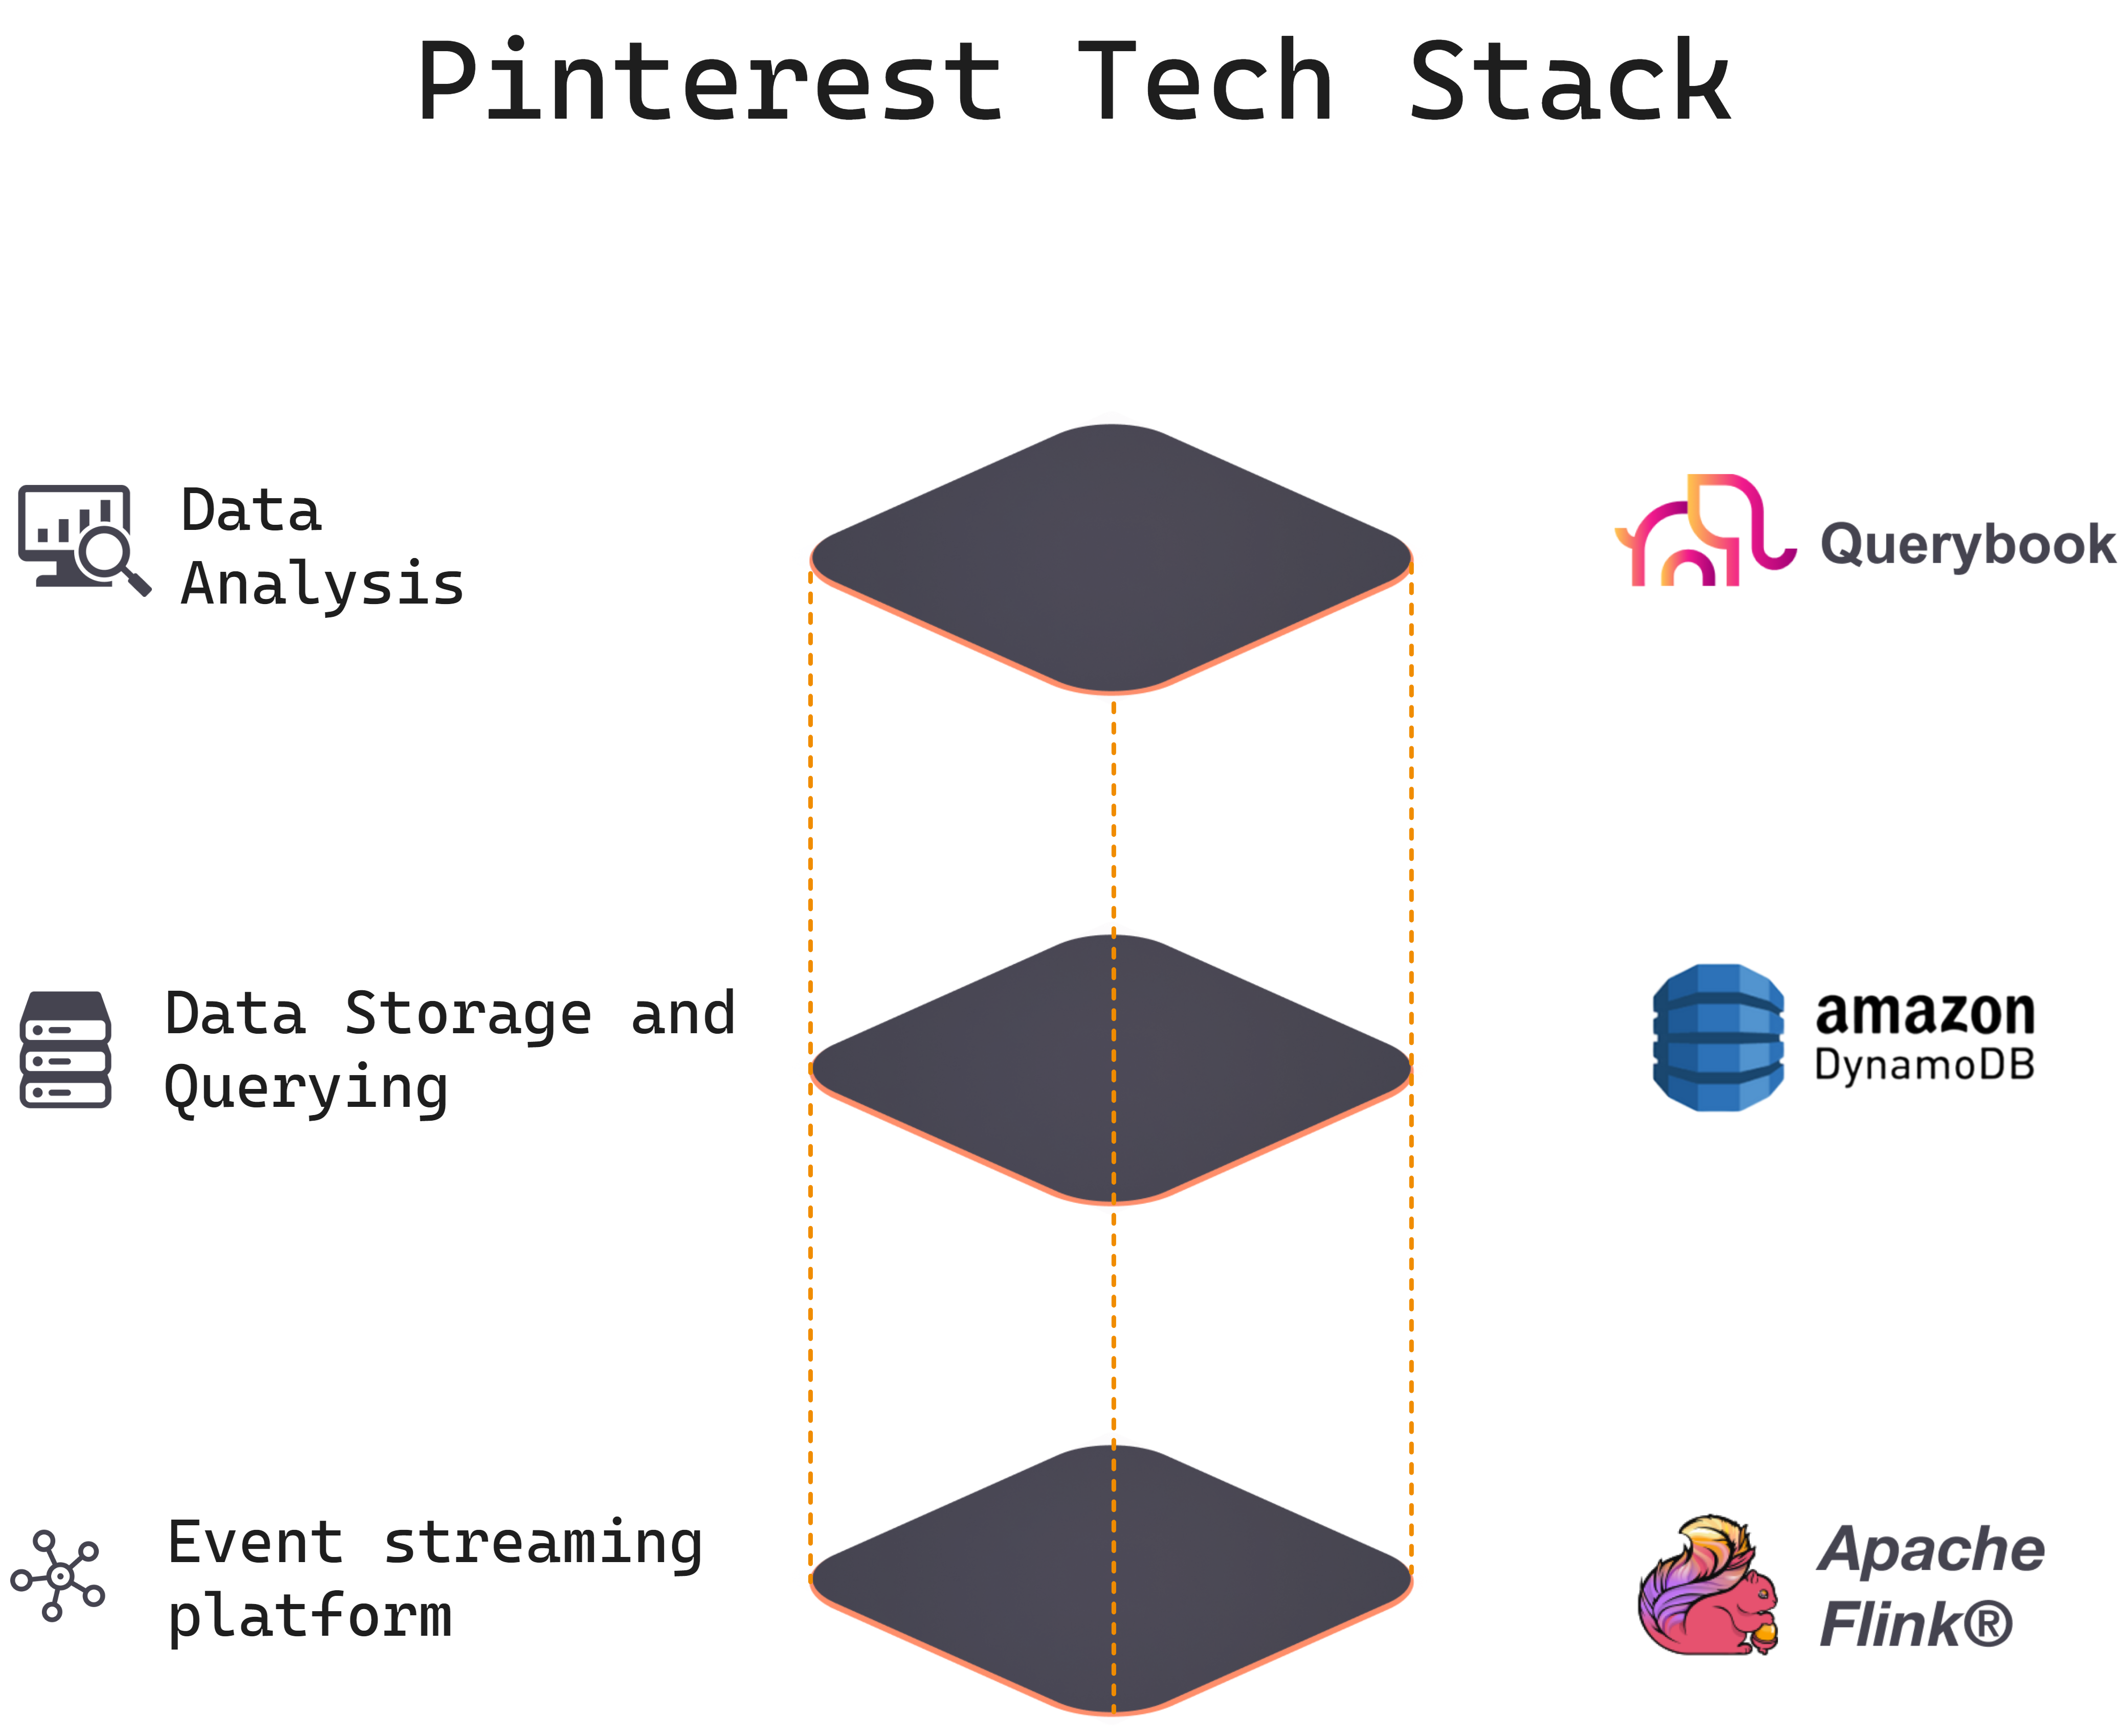 Pinterest Tech Stack
Data
Analysis
Querybook
Data Storage and
Querying
amazon
DynamoDB
Event streaming
platform
Apache
Flink®